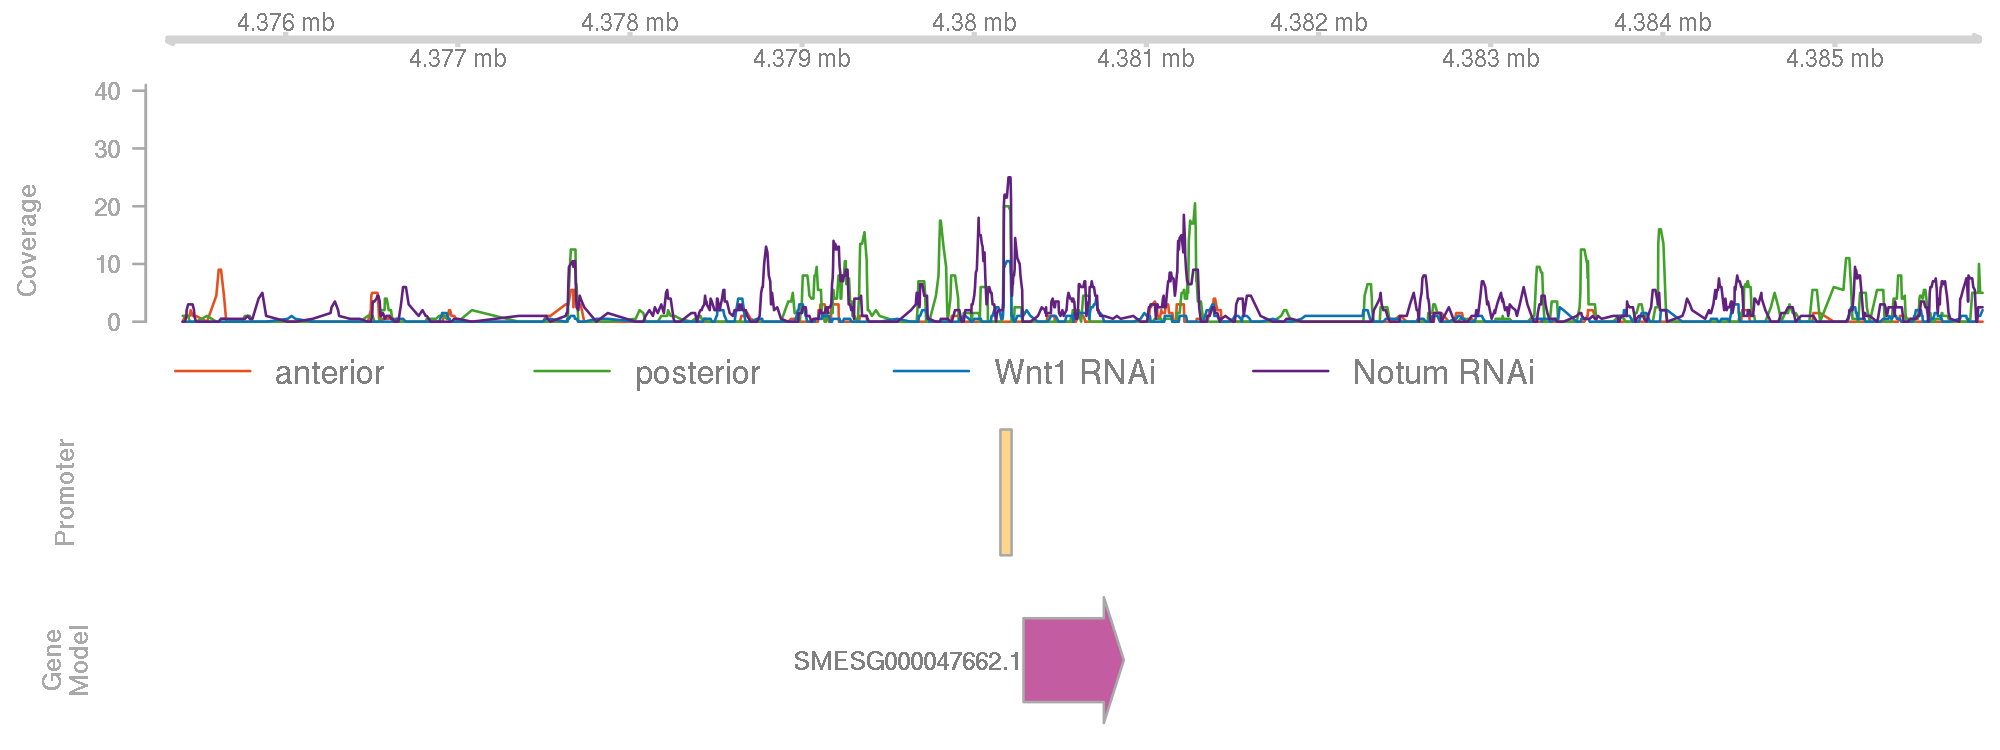 4.376 mb 4.378 mb 4.38 mb 4.382 mb 4.384 mb
4.377 mb 4.379 mb 4.381 mb 4.383 mb 4.385 mb
Coverage
40
30
20
10
0
anterior posterior Wnt1 RNAi Notum RNAi
Promoter
Gene
Model
SMESG000047662.1